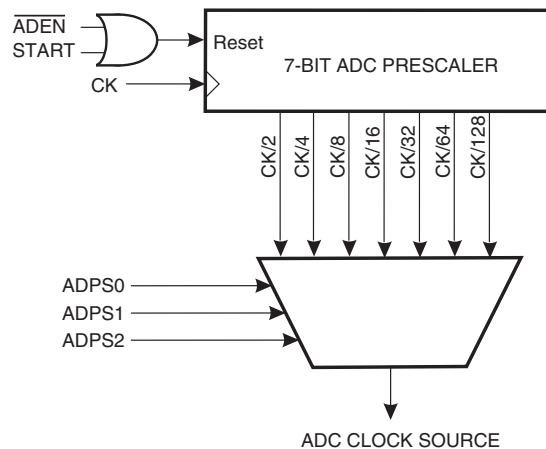 ADEN
START
Reset
7-BIT ADC PRESCALER
CK
CK/2
CK/4
CK/8
CK/16
CK/32
CK/64
CK/128
ADPS0
ADPS1
ADPS2
ADC CLOCK SOURCE